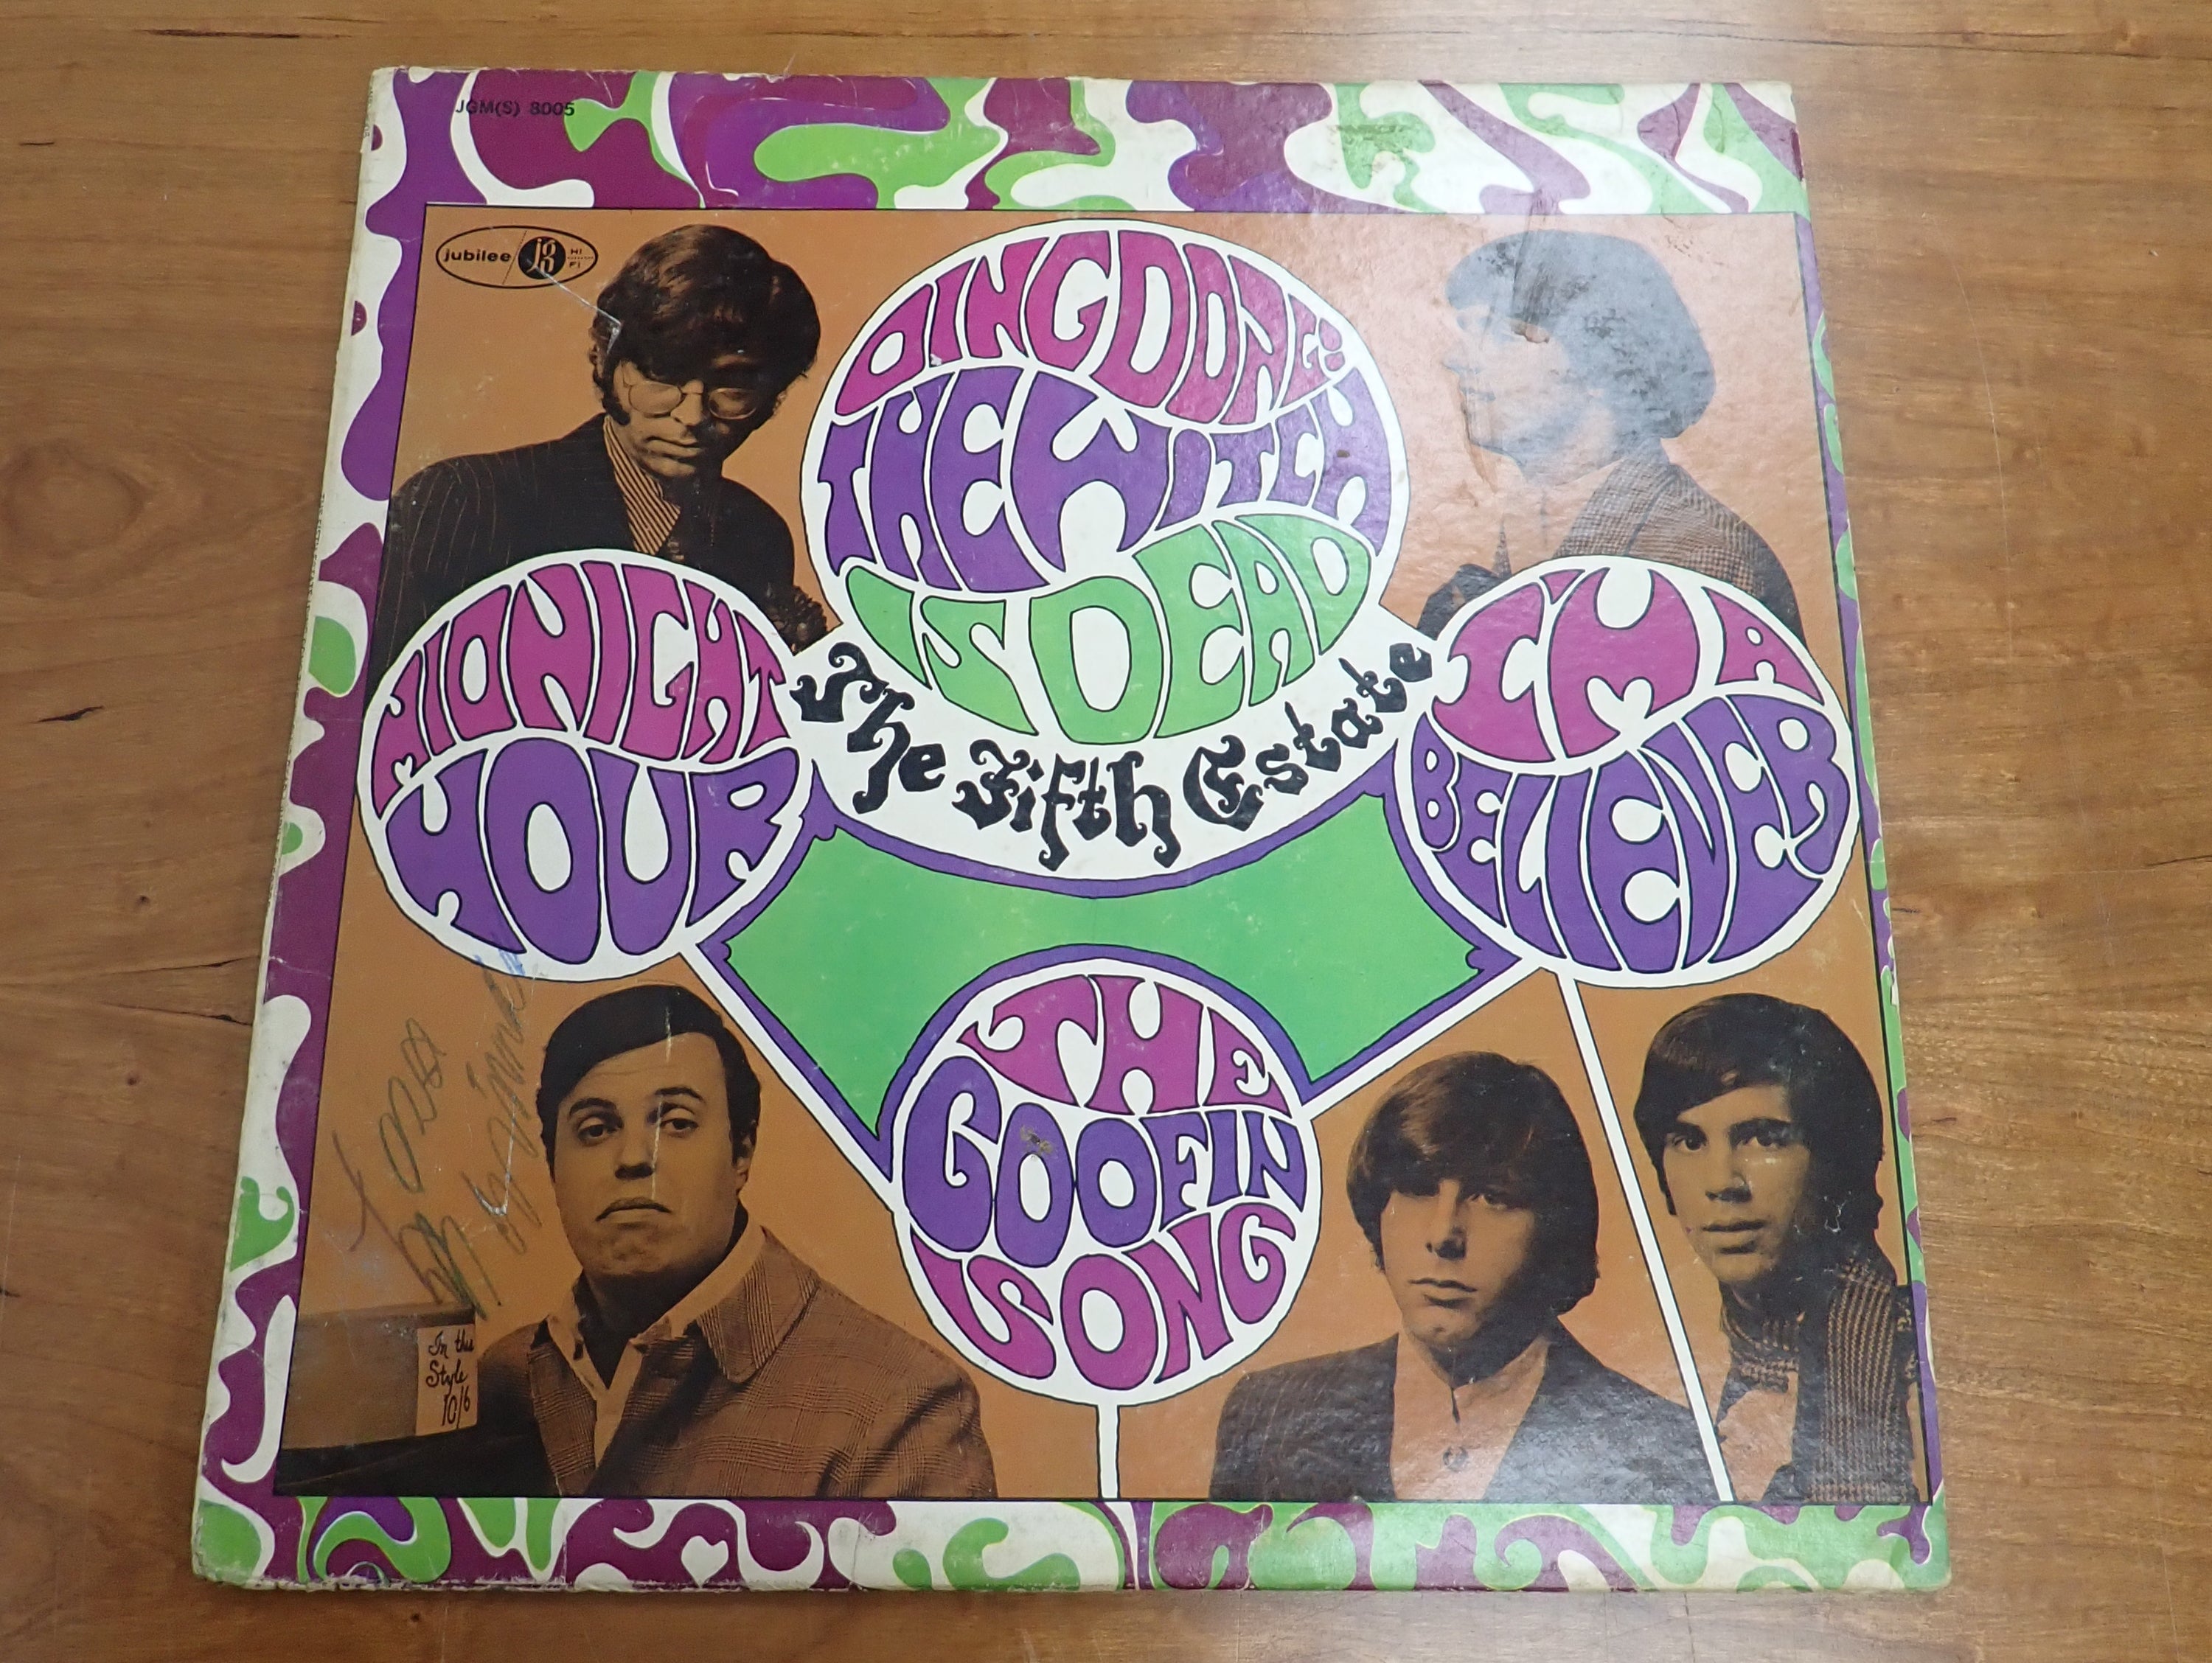 JGM(S) 8005
jubilee jg HI FI
DING DONG!
THE WITCH
IS DEAD
MIDNIGHT
HOUR
The Fifth Estate
I'M A
BELIEVER
THE
GOOFIN
SONG
In this
Style
10/6